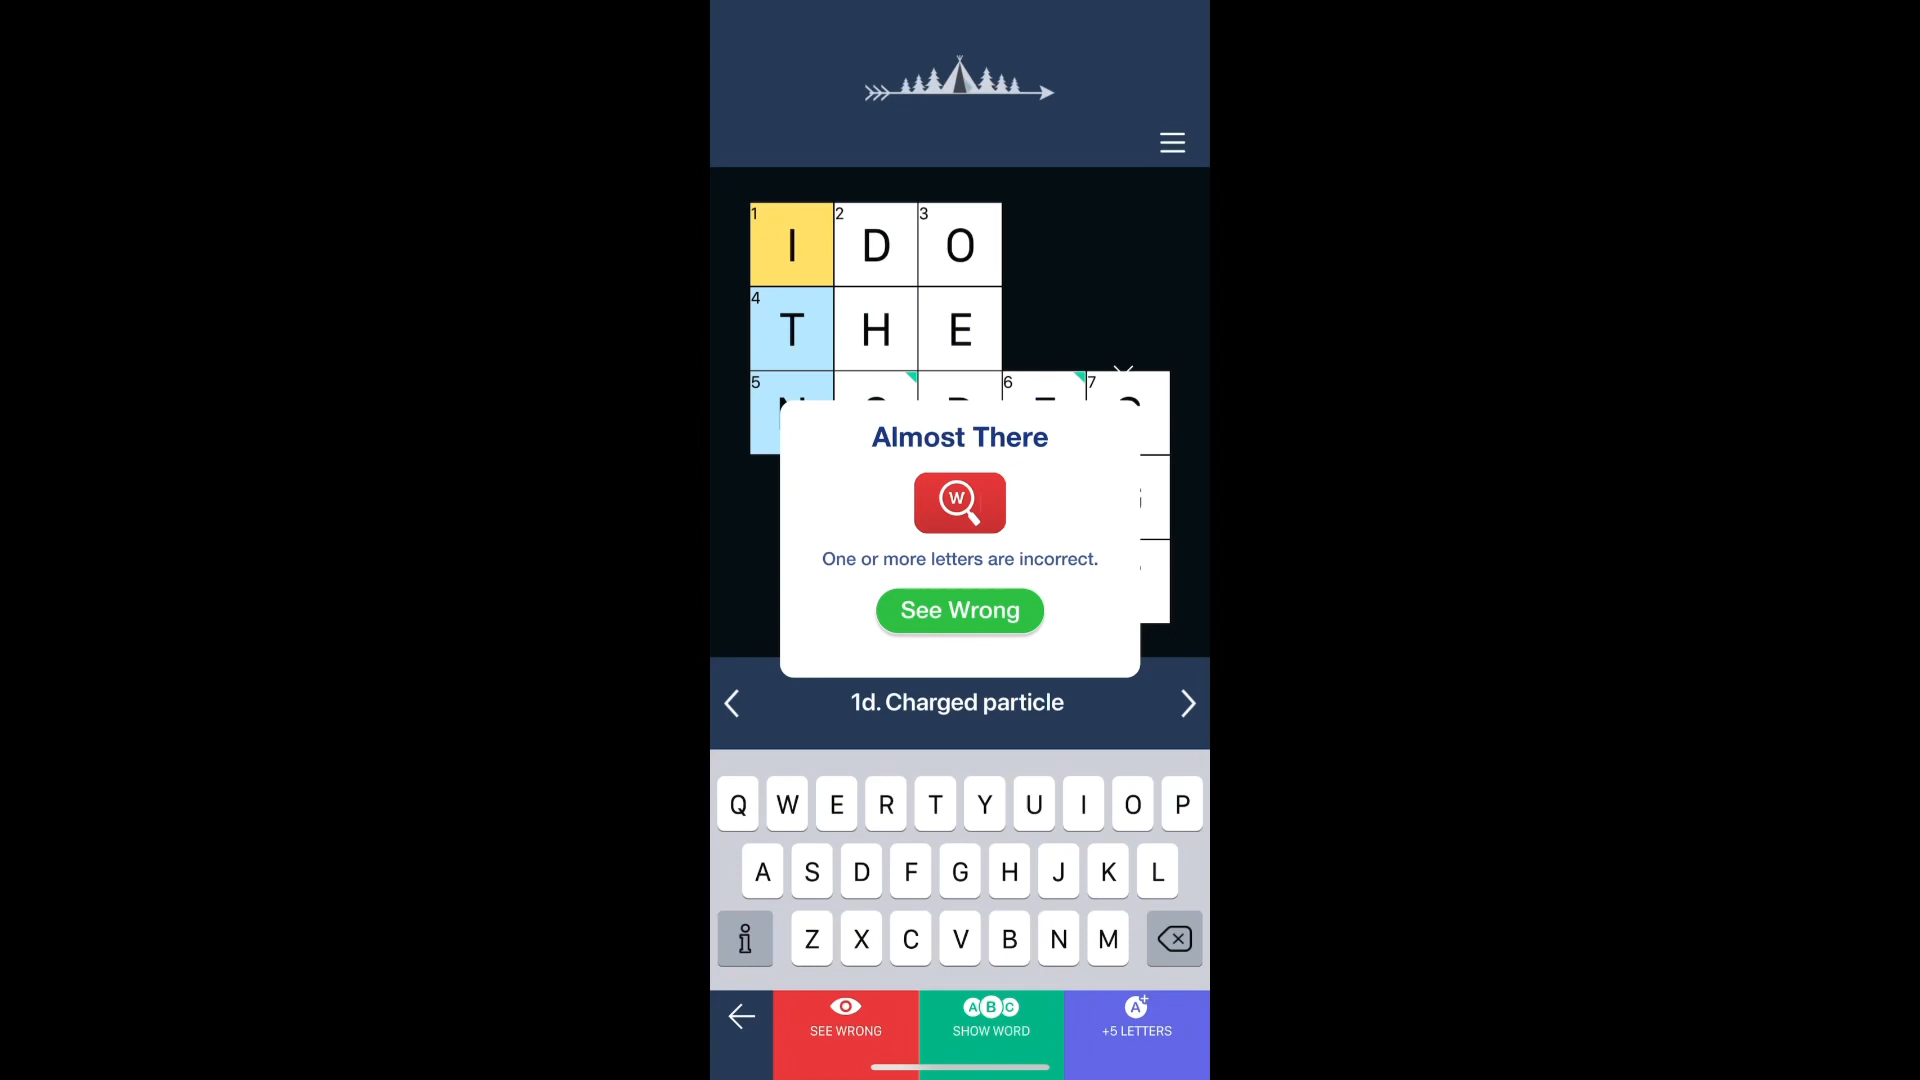 1 I 2 D 3 O
4 T H E
5 6 7
Almost There
W
One or more letters are incorrect.
See Wrong
1d. Charged particle
Q W E R T Y U I O P
A S D F G H J K L
Z X C V B N M
A B C A+
SEE WRONG SHOW WORD +5 LETTERS